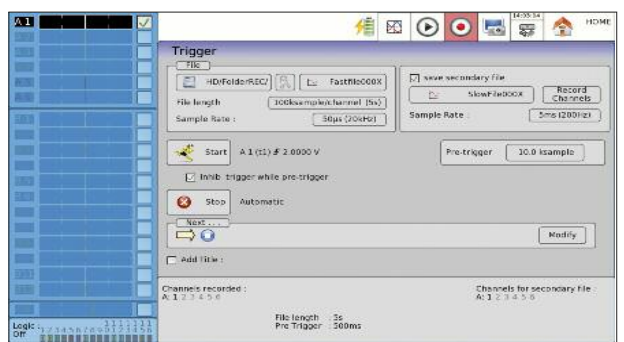 A1
14:05:54
HOME
Trigger
File
HD/FolderREC/
Fastfile000X
File length
100ksample/channel (5s)
Sample Rate :
50µs (20kHz)
save secondary file
SlowFile000X
Record Channels
Sample Rate :
5ms (200Hz)
Start
A 1 (t1) ⨏ 2.0000 V
Pre-trigger
10.0 ksample
Inhib trigger while pre-trigger
Stop
Automatic
Next ...
Modify
Add Title :
Channels recorded :
A: 1 2 3 4 5 6
Channels for secondary file :
A: 1 2 3 4 5 6
File length : 5s
Pre Trigger : 500ms
Logic :
Off